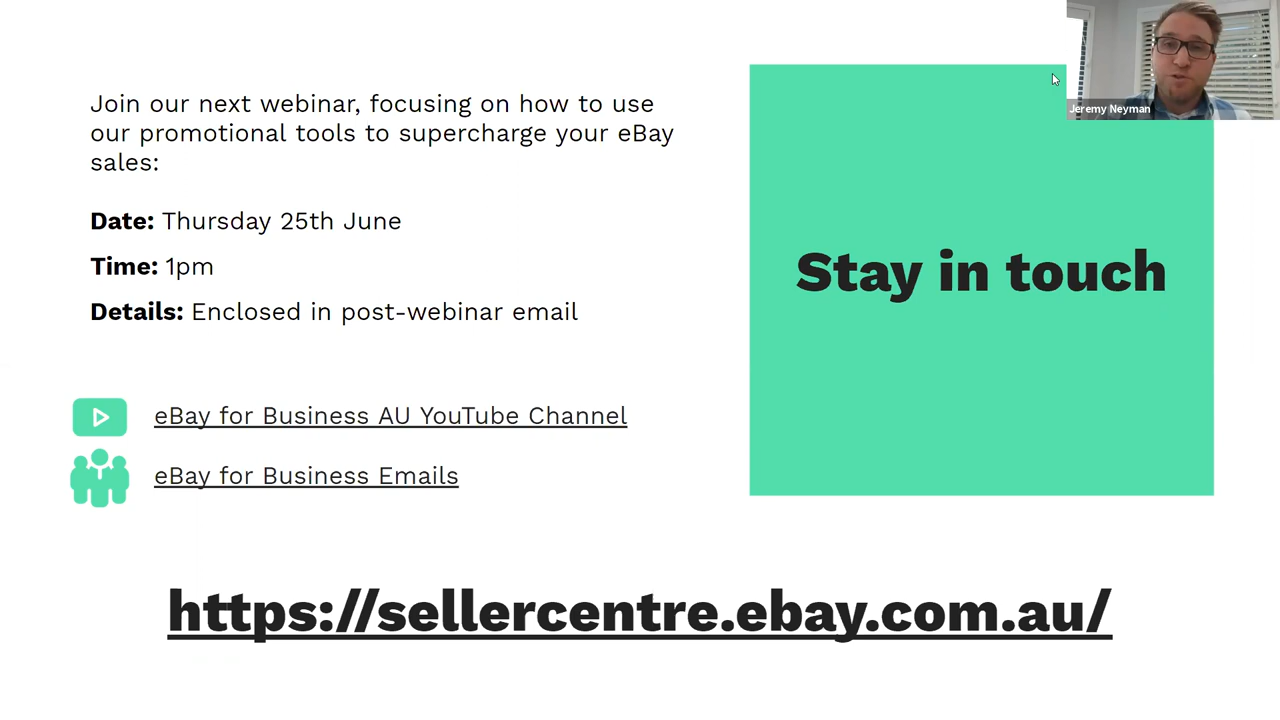 Join our next webinar, focusing on how to use
our promotional tools to supercharge your eBay
sales:
Date: Thursday 25th June
Time: 1pm
Details: Enclosed in post-webinar email
eBay for Business AU YouTube Channel
eBay for Business Emails
Stay in touch
Jeremy Neyman
https://sellercentre.ebay.com.au/